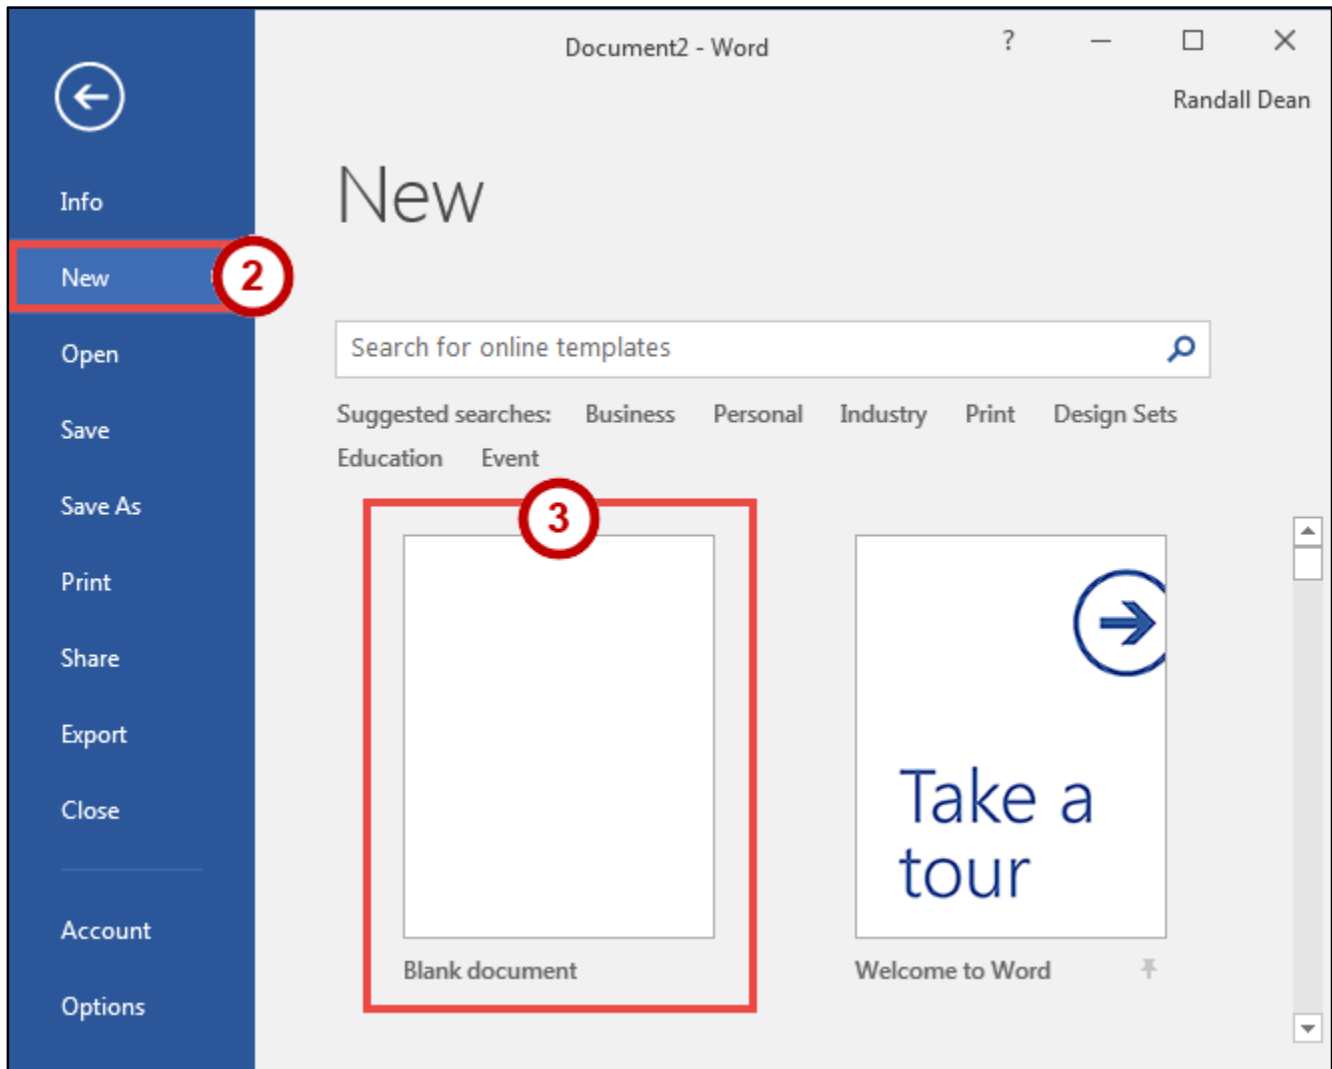 Document2 - Word
?
Randall Dean
Info
New
2
Open
Save
Save As
Print
Share
Export
Close
Account
Options
New
Search for online templates
Suggested searches: Business Personal Industry Print Design Sets
Education Event
3
Take a
tour
Blank document
Welcome to Word